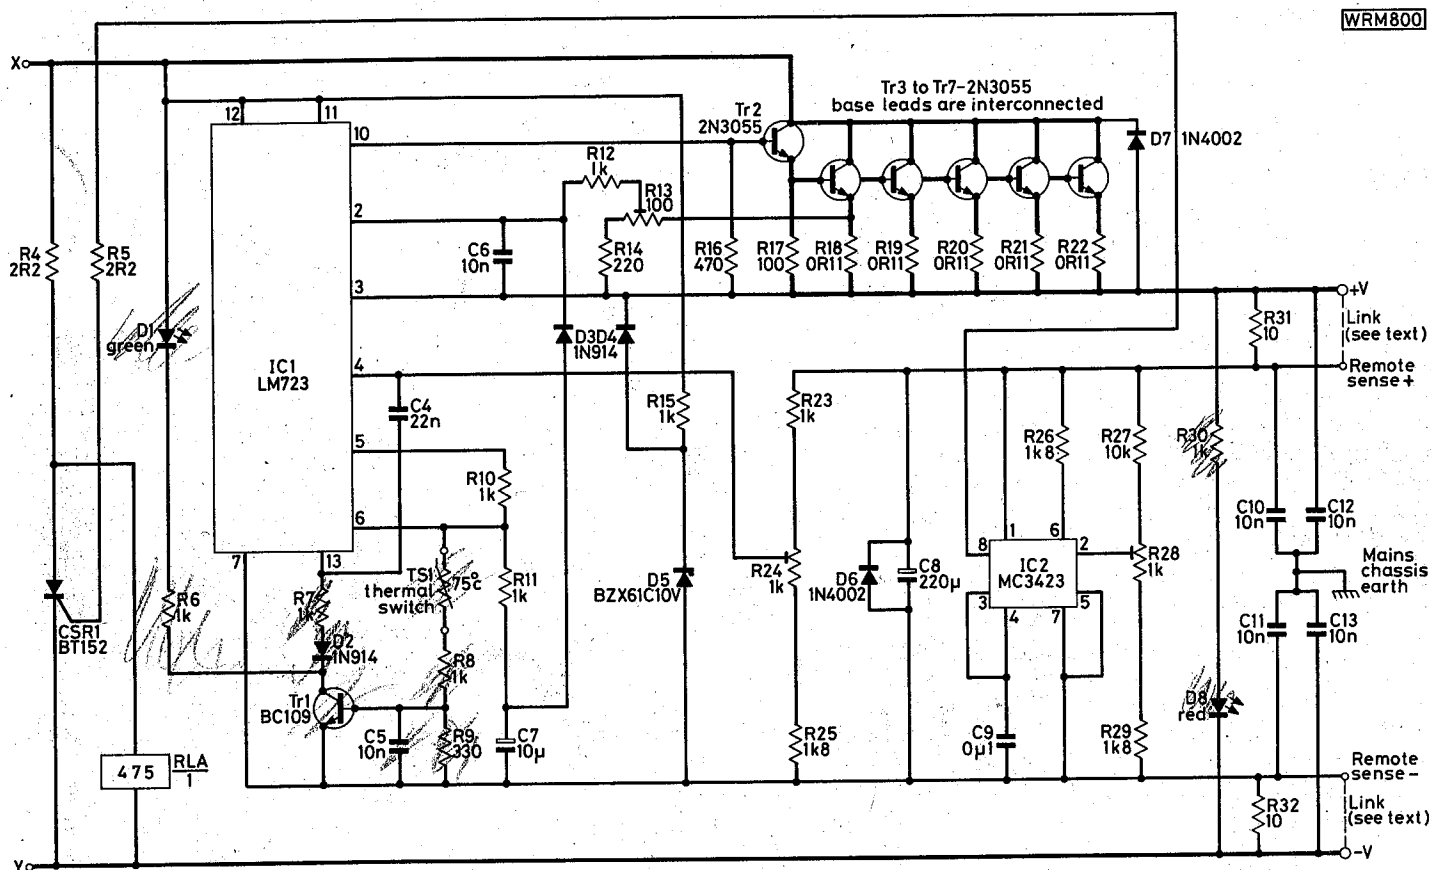 WRM800
X
Tr3 to Tr7-2N3055
base leads are interconnected
Tr2
2N3055
D7 1N4002
12
11
10
R12
1k
R13
100
2
R4
2R2
R5
2R2
C6
10n
R14
220
R16
470
R17
100
R18
0R11
R19
0R11
R20
0R11
R21
0R11
R22
0R11
3
+V
D1
green
IC1
LM723
D3
D4
1N914
R31
10
Link
(see text)
4
Remote
sense+
C4
22n
R15
1k
R23
1k
5
R10
1k
R26
1k8
R27
10k
R30
1k
6
C10
10n
C12
10n
7
13
TS1
75°c
thermal
switch
R11
1k
D5
BZX61C10V
R24
1k
D6
1N4002
C8
220µ
8
1
6
2
IC2
MC3423
3
4
7
5
R28
1k
Mains
chassis
earth
CSR1
BT152
R6
1k
R7
1k
D2
1N914
R8
1k
C11
10n
C13
10n
Tr1
BC109
D8
red
C5
10n
R9
330
C7
10µ
R25
1k8
C9
0µ1
R29
1k8
475
RLA
1
Remote
sense-
R32
10
Link
(see text)
Y
-V